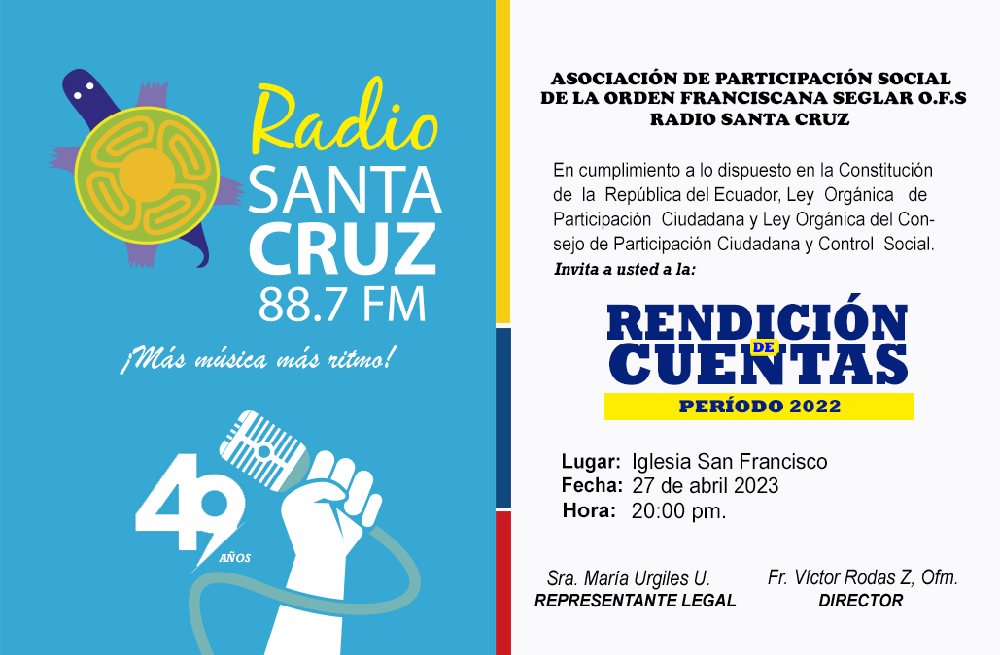 Radio
SANTA
CRUZ
88.7 FM
¡Más música más ritmo!
49
AÑOS
ASOCIACIÓN DE PARTICIPACIÓN SOCIAL
DE LA ORDEN FRANCISCANA SEGLAR O.F.S
RADIO SANTA CRUZ
En cumplimiento a lo dispuesto en la Constitución
de la República del Ecuador, Ley Orgánica de
Participación Ciudadana y Ley Orgánica del Con-
sejo de Participación Ciudadana y Control Social.
Invita a usted a la:
RENDICIÓN
DE
CUENTAS
PERÍODO 2022
Lugar: Iglesia San Francisco
Fecha: 27 de abril 2023
Hora: 20:00 pm.
Sra. María Urgiles U.
REPRESENTANTE LEGAL
Fr. Víctor Rodas Z, Ofm.
DIRECTOR